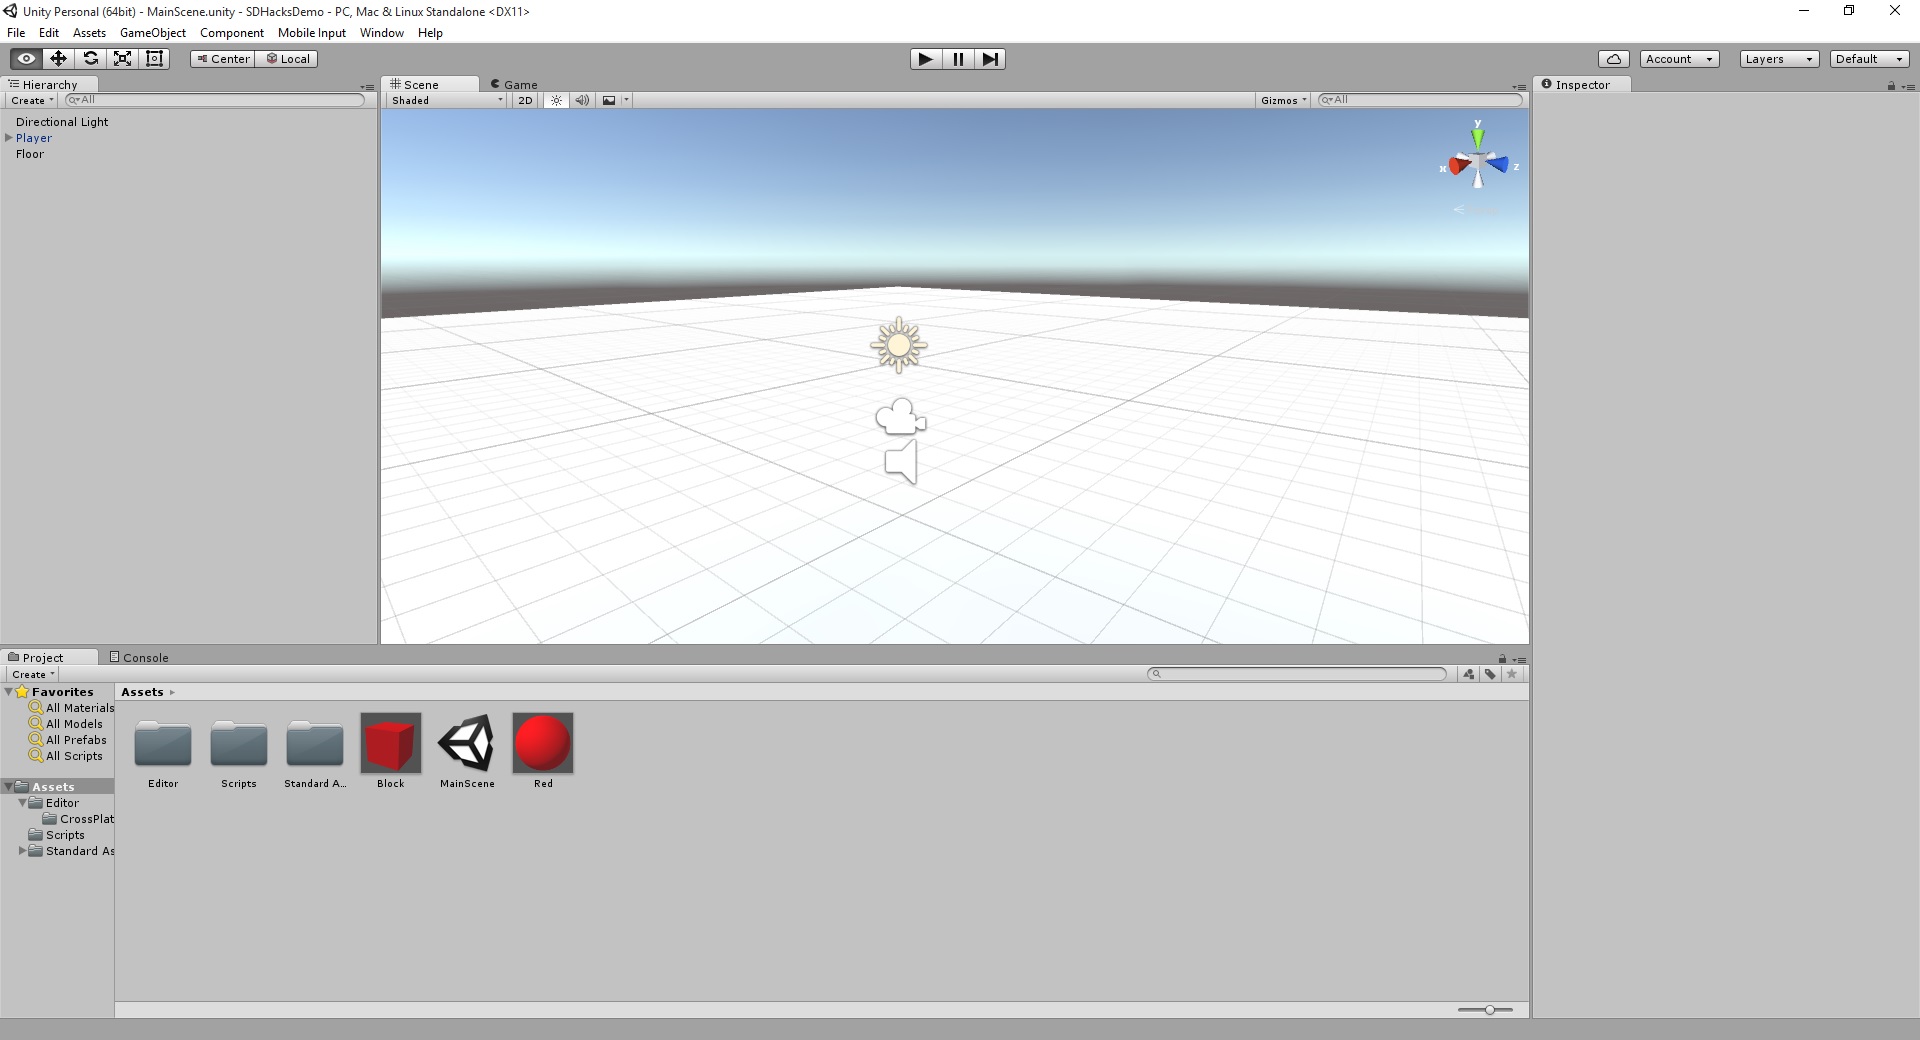 Unity Personal (64bit) - MainScene.unity - SDHacksDemo - PC, Mac & Linux Standalone <DX11>
File Edit Assets GameObject Component Mobile Input Window Help
Center Local Account Layers Default
Hierarchy
Create All
Directional Light
Player
Floor
Scene Game
Shaded 2D Gizmos All
y
x z
Inspector
Project Console
Create
Favorites
All Materials
All Models
All Prefabs
All Scripts
Assets
Editor
CrossPlat
Scripts
Standard As
Assets
Editor Scripts Standard A... Block MainScene Red